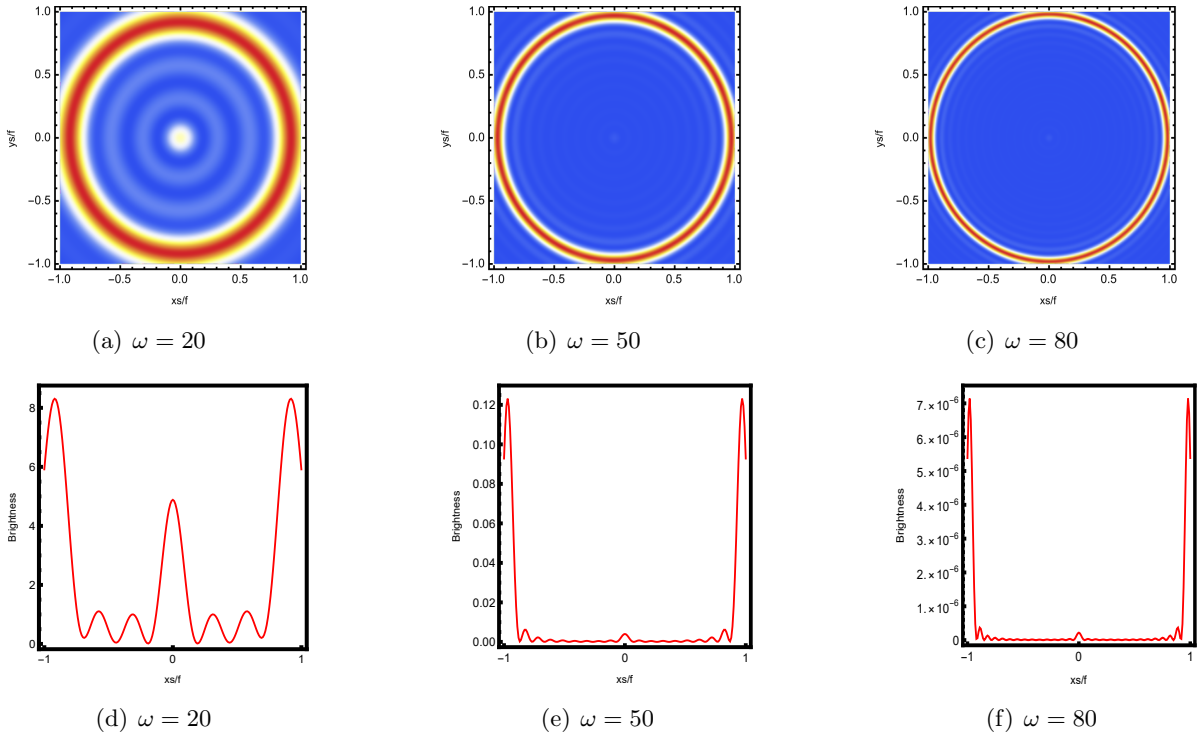 1.0
0.5
0.0
−0.5
−1.0
ys/f
−1.0 −0.5 0.0 0.5 1.0
xs/f
(a) ω = 20
1.0
0.5
0.0
−0.5
−1.0
ys/f
−1.0 −0.5 0.0 0.5 1.0
xs/f
(b) ω = 50
1.0
0.5
0.0
−0.5
−1.0
ys/f
−1.0 −0.5 0.0 0.5 1.0
xs/f
(c) ω = 80
8
6
4
2
0
Brightness
−1 0 1
xs/f
(d) ω = 20
0.12
0.10
0.08
0.06
0.04
0.02
0.00
Brightness
−1 0 1
xs/f
(e) ω = 50
7.×10⁻⁶
6.×10⁻⁶
5.×10⁻⁶
4.×10⁻⁶
3.×10⁻⁶
2.×10⁻⁶
1.×10⁻⁶
0
Brightness
−1 0 1
xs/f
(f) ω = 80